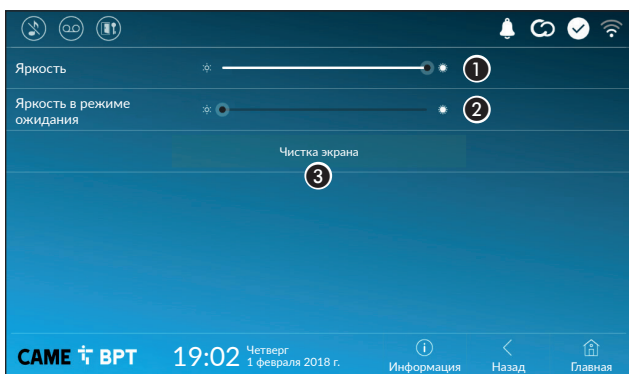 Яркость
1
Яркость в режиме
ожидания
2
Чистка экрана
3
CAME BPT
19:02
Четверг
1 февраля 2018 г.
Информация
Назад
Главная